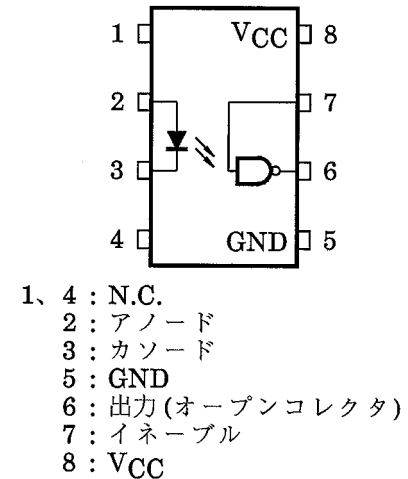 1 VCC 8
2 7
3 6
4 GND 5
1、4 : N.C.
2 : アノード
3 : カソード
5 : GND
6 : 出力(オープンコレクタ)
7 : イネーブル
8 : VCC